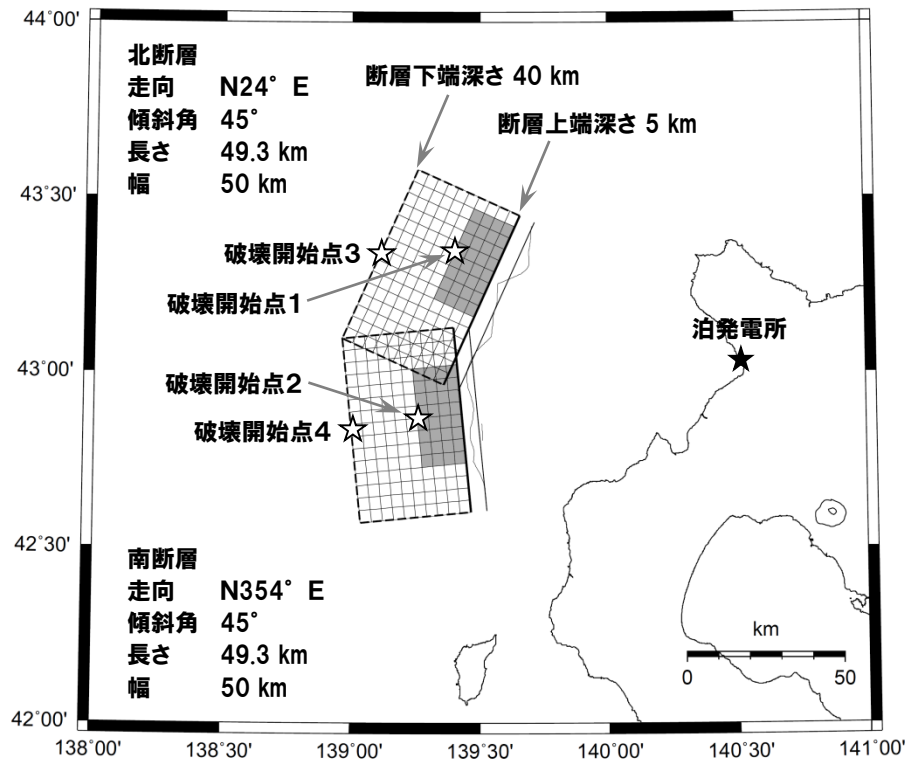 44°00'
43°30'
43°00'
42°30'
42°00'
北断層
走向 N24° E
傾斜角 45°
長さ 49.3 km
幅 50 km
断層下端深さ 40 km
断層上端深さ 5 km
破壊開始点3
破壊開始点1
泊発電所
破壊開始点2
破壊開始点4
南断層
走向 N354° E
傾斜角 45°
長さ 49.3 km
幅 50 km
km
0 50
138°00' 138°30' 139°00' 139°30' 140°00' 140°30' 141°00'